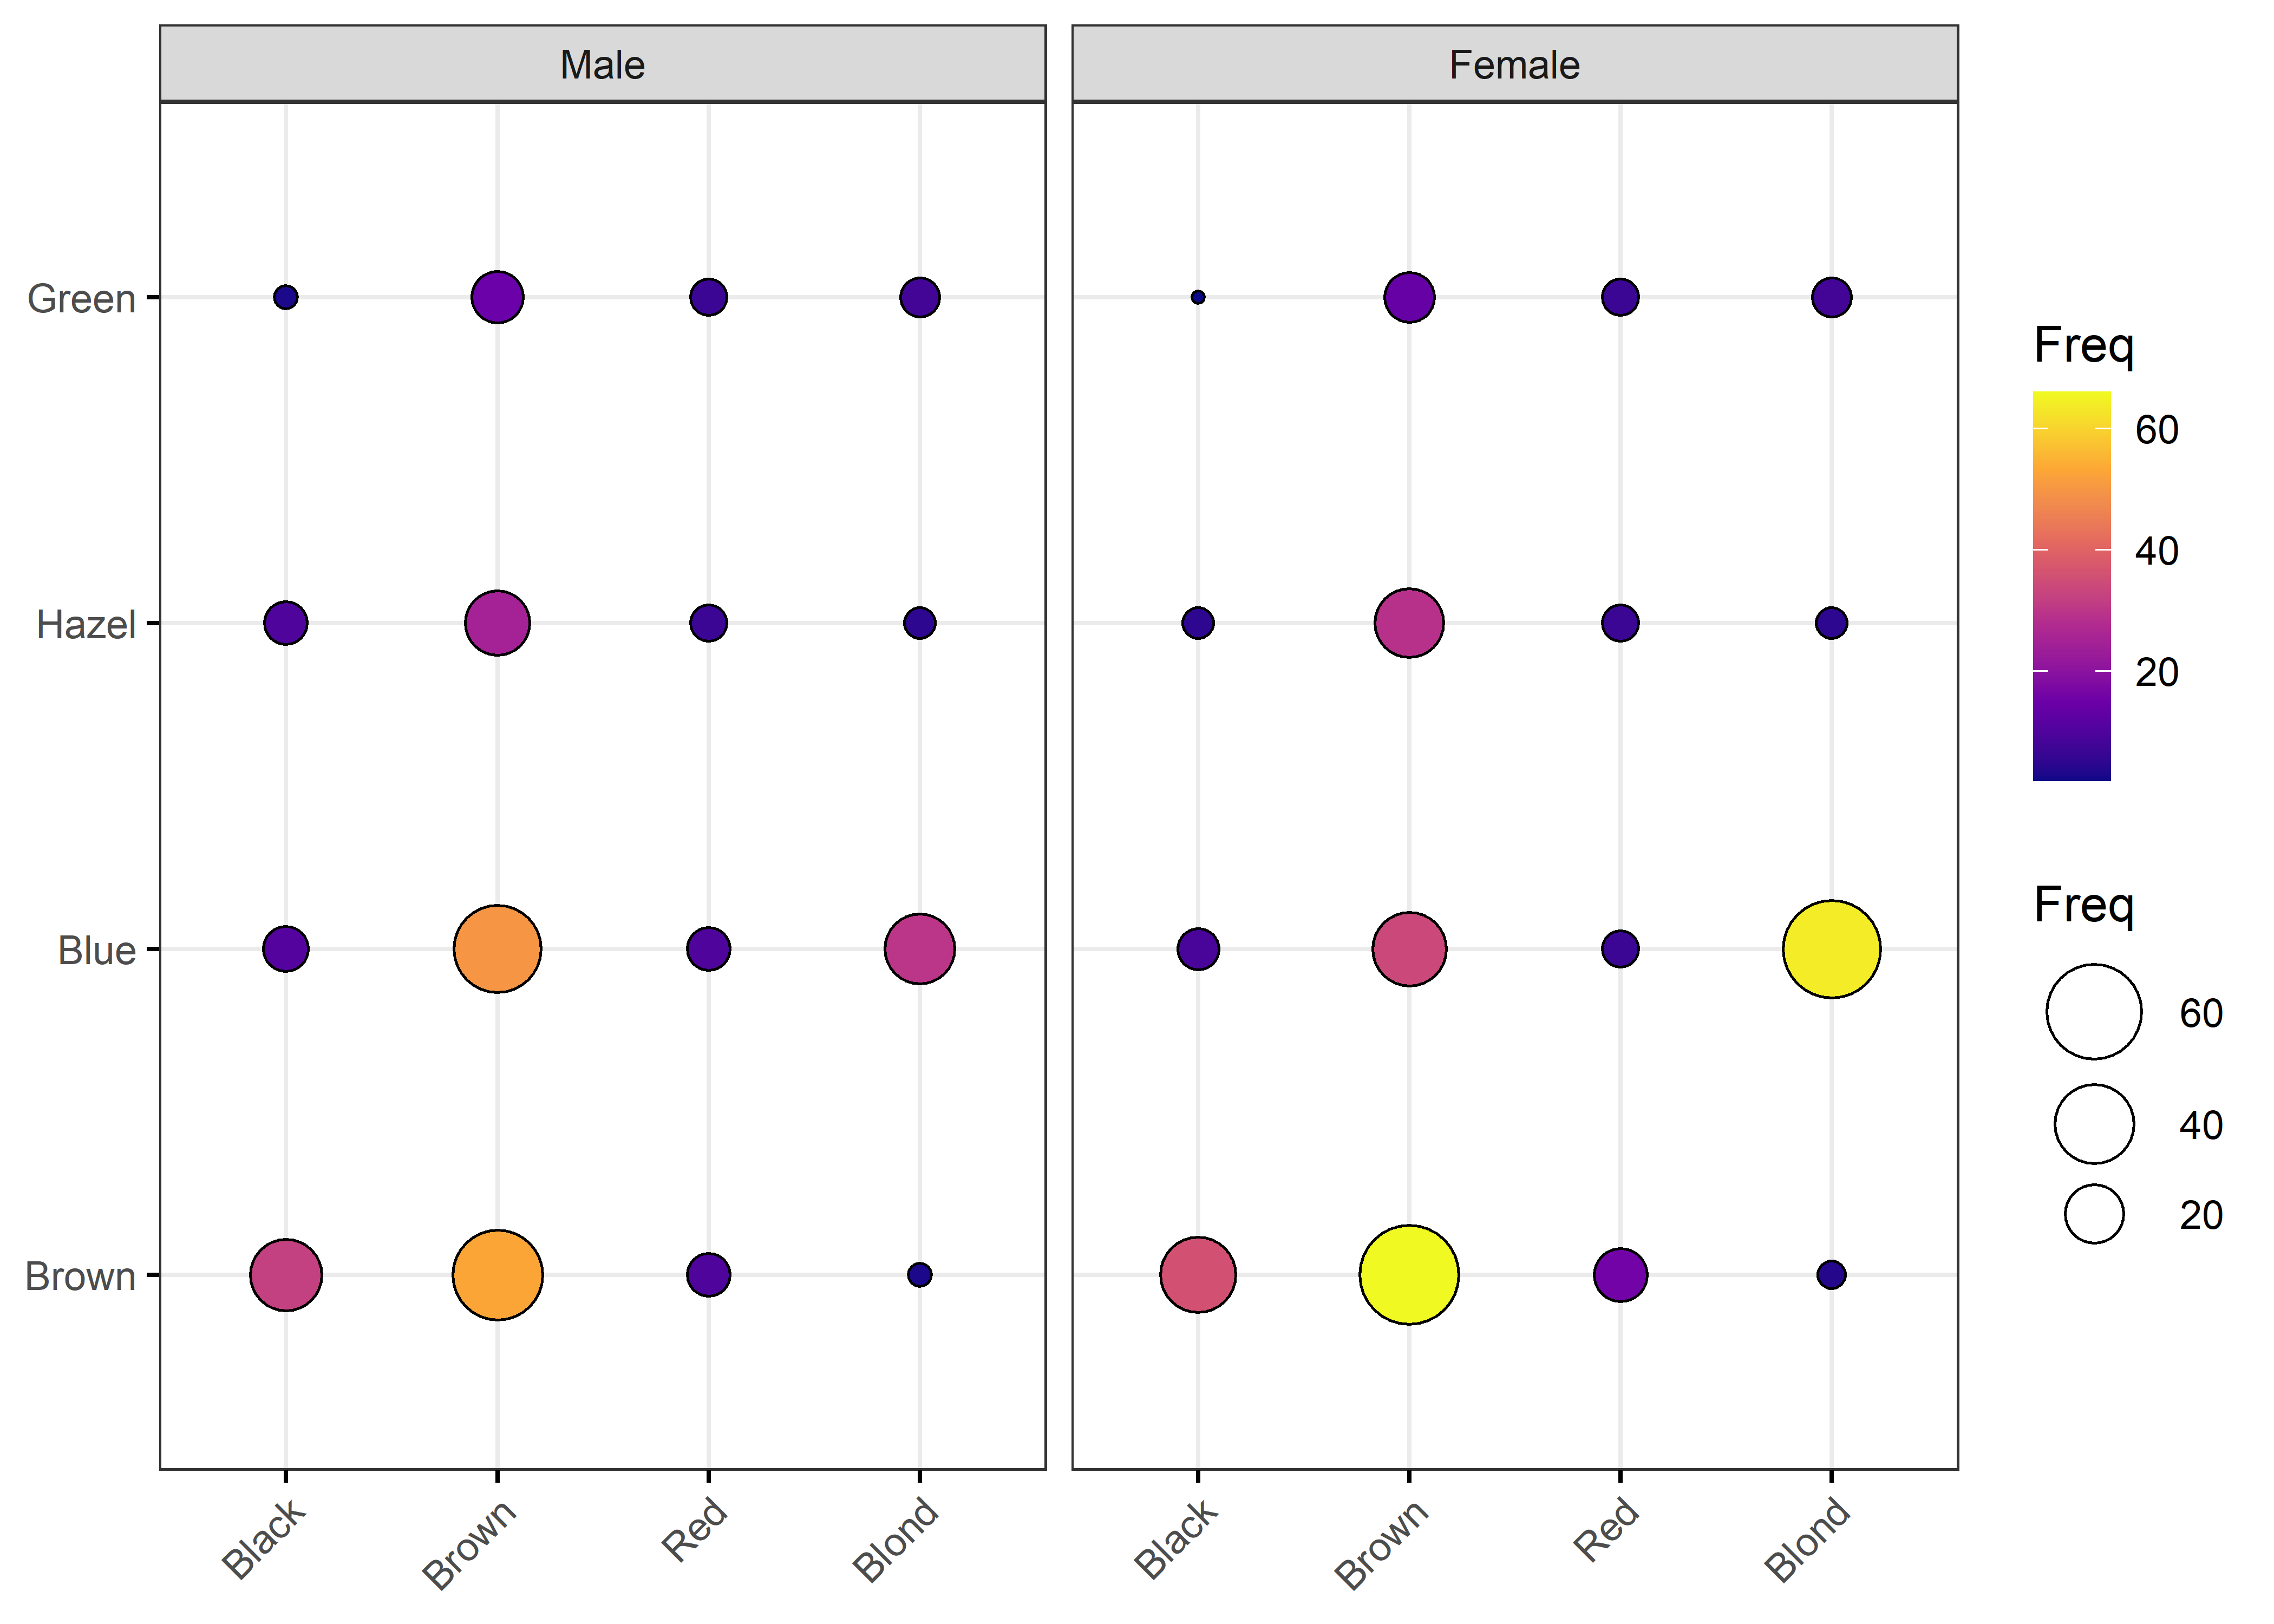 Male
Female
Green
Hazel
Blue
Brown
Black
Brown
Red
Blond
Black
Brown
Red
Blond
Freq
60
40
20
Freq
60
40
20